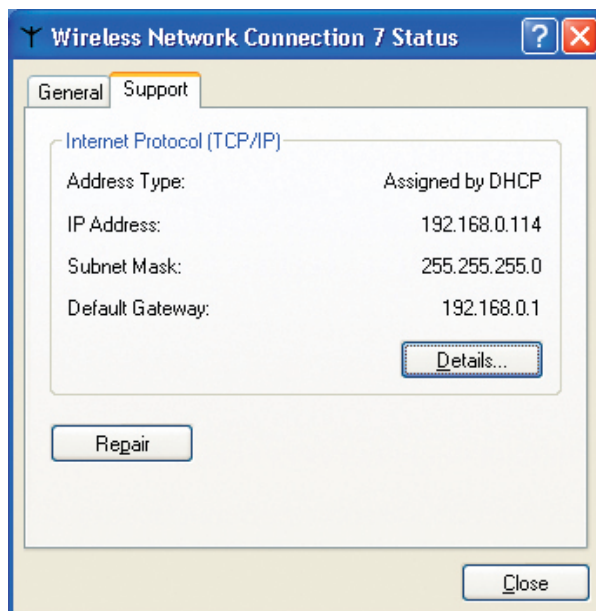 Wireless Network Connection 7 Status
General Support
Internet Protocol (TCP/IP)
Address Type: Assigned by DHCP
IP Address: 192.168.0.114
Subnet Mask: 255.255.255.0
Default Gateway: 192.168.0.1
Details...
Repair
Close